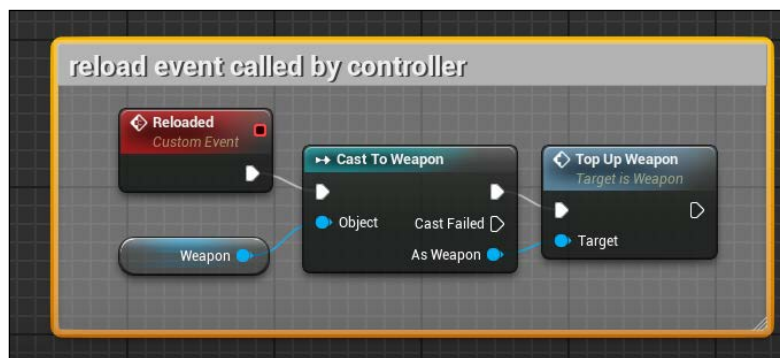 reload event called by controller
Reloaded
Custom Event
Cast To Weapon
Object
Cast Failed
As Weapon
Weapon
Top Up Weapon
Target is Weapon
Target